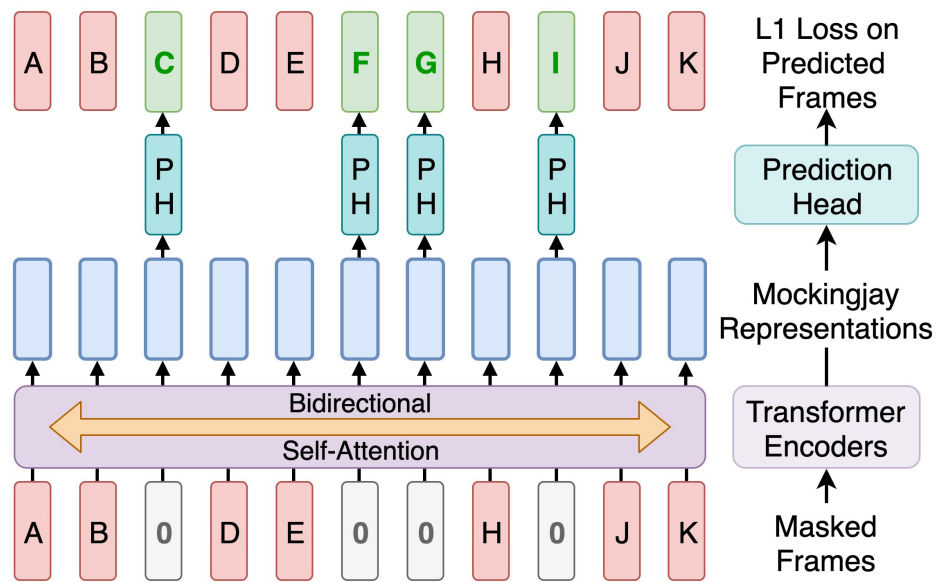 A B C D E F G H I J K
L1 Loss on
Predicted
Frames
P P P P
H H H H
Prediction
Head
Mockingjay
Representations
Bidirectional
Self-Attention
Transformer
Encoders
A B 0 D E 0 0 H 0 J K
Masked
Frames